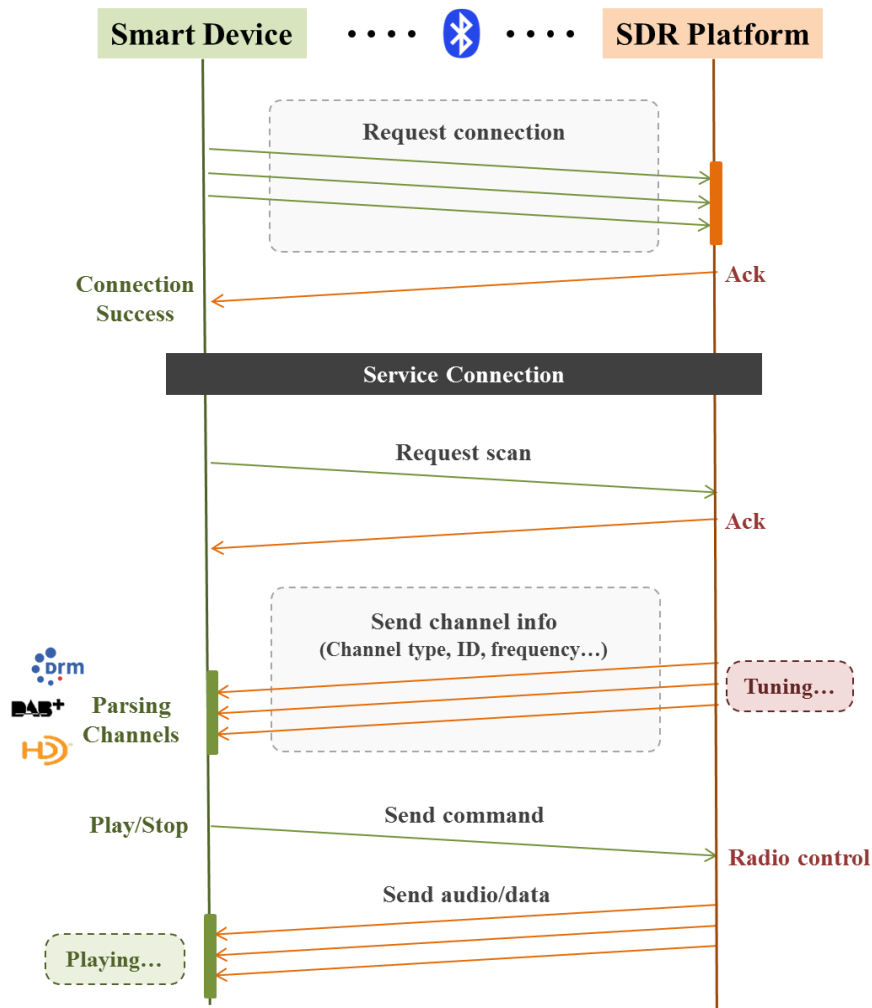 Smart Device
SDR Platform
Request connection
Ack
Connection
Success
Service Connection
Request scan
Ack
Send channel info
(Channel type, ID, frequency…)
DRM
DAB+
HD
Parsing
Channels
Tuning…
Send command
Play/Stop
Radio control
Send audio/data
Playing…